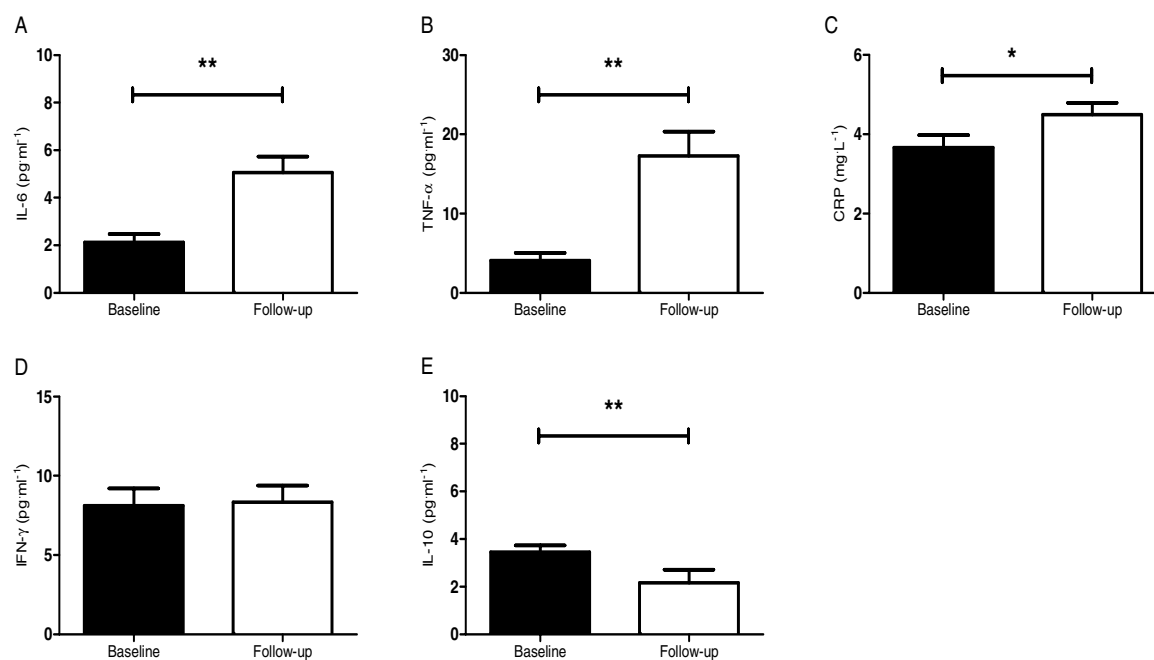 A
IL-6 (pg·ml⁻¹)
10
8
6
4
2
0
**
Baseline Follow-up
B
TNF-α (pg·ml⁻¹)
30
20
10
0
**
Baseline Follow-up
C
CRP (mg·L⁻¹)
6
4
2
0
*
Baseline Follow-up
D
IFN-γ (pg·ml⁻¹)
15
10
5
0
Baseline Follow-up
E
IL-10 (pg·ml⁻¹)
10
8
6
4
2
0
**
Baseline Follow-up